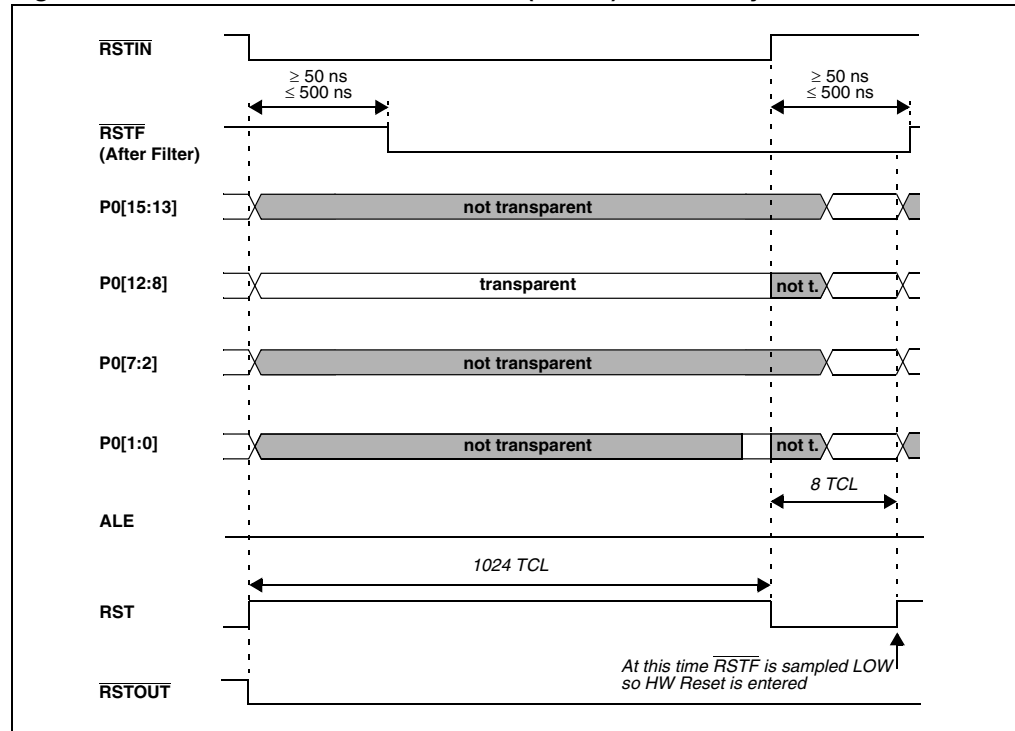 RSTIN
≥ 50 ns
≤ 500 ns
≥ 50 ns
≤ 500 ns
RSTF
(After Filter)
P0[15:13]
not transparent
P0[12:8]
transparent
not t.
P0[7:2]
not transparent
P0[1:0]
not transparent
not t.
8 TCL
ALE
1024 TCL
RST
At this time RSTF is sampled LOW
so HW Reset is entered
RSTOUT